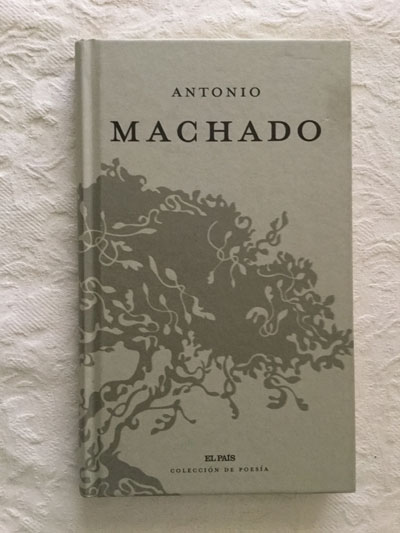 ANTONIO
MACHADO
EL PAÍS
COLECCIÓN DE POESÍA